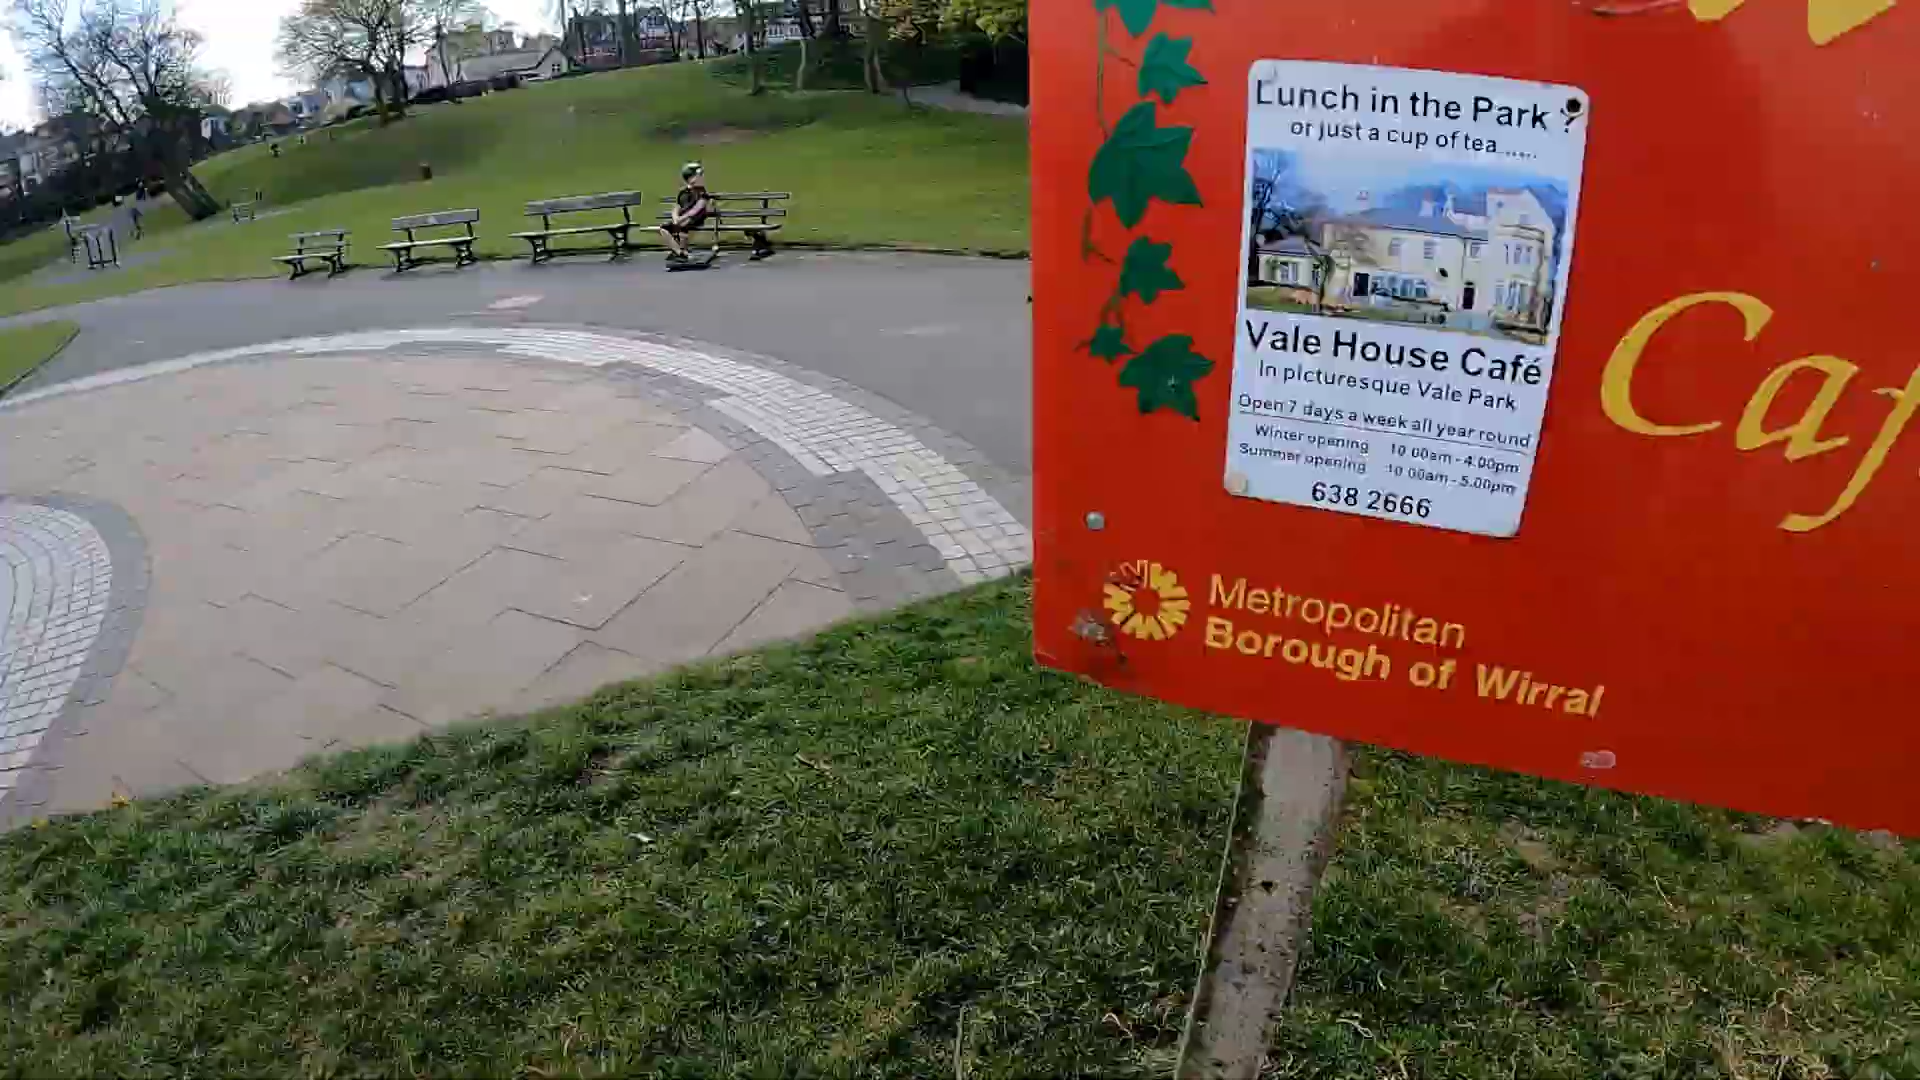 Lunch in the Park ?
or just a cup of tea......
Vale House Café
In picturesque Vale Park
Open 7 days a week all year round
Winter opening 10 00am - 4.00pm
Summer opening 10 00am - 5.00pm
638 2666
Metropolitan
Borough of Wirral